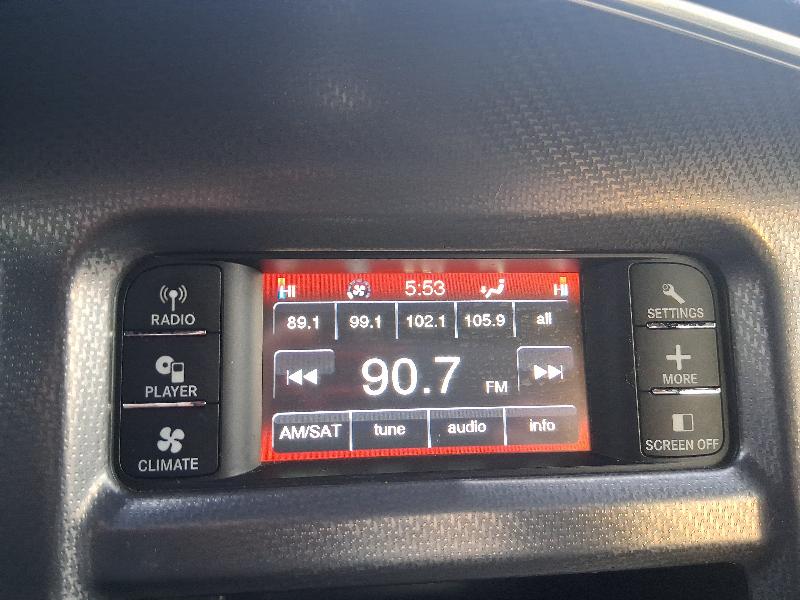 HI 5:53 HI
89.1 99.1 102.1 105.9 all
90.7 FM
AM/SAT tune audio info
RADIO
PLAYER
CLIMATE
SETTINGS
MORE
SCREEN OFF